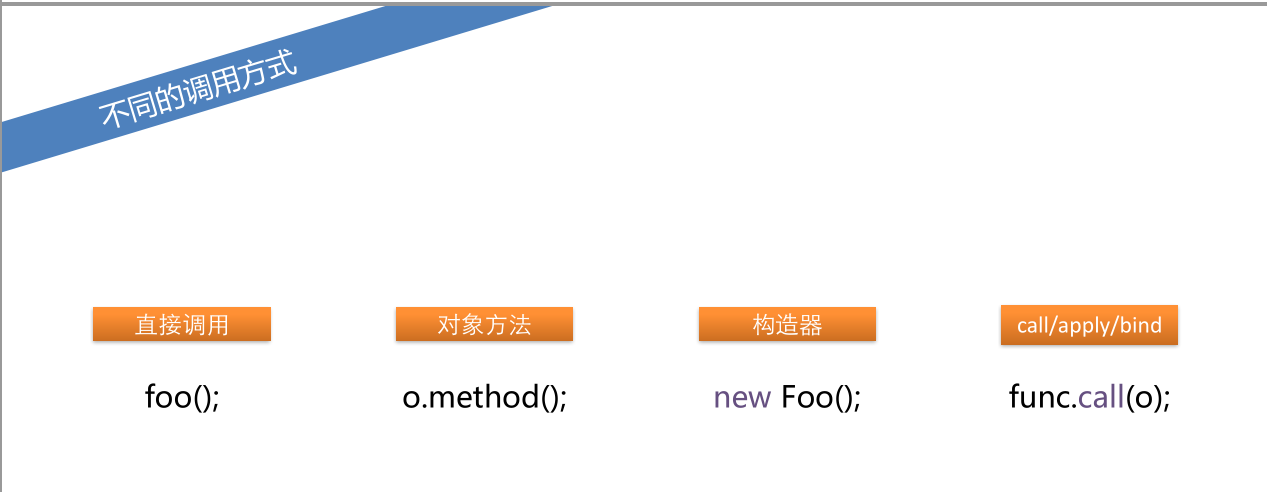 不同的调用方式
直接调用
对象方法
构造器
call/apply/bind
foo();
o.method();
new Foo();
func.call(o);